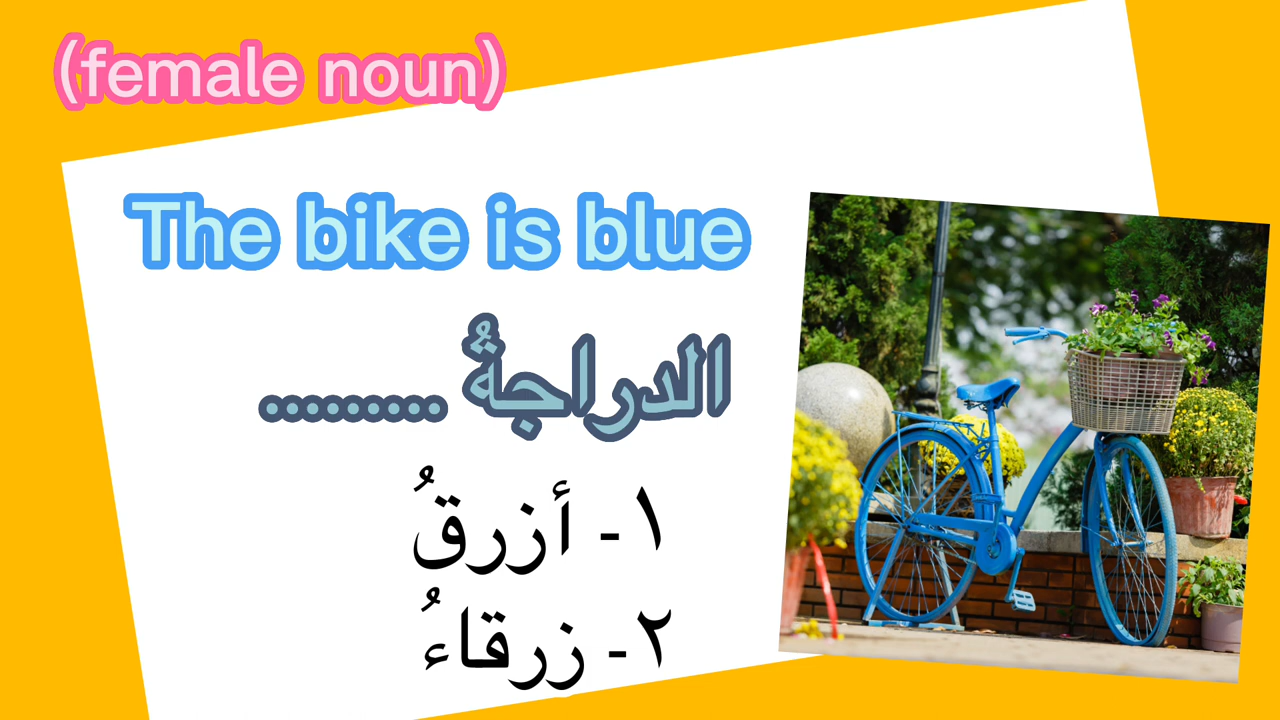 (female noun)
The bike is blue
الدراجةُ .........
١- أزرقُ
٢- زرقاءُ